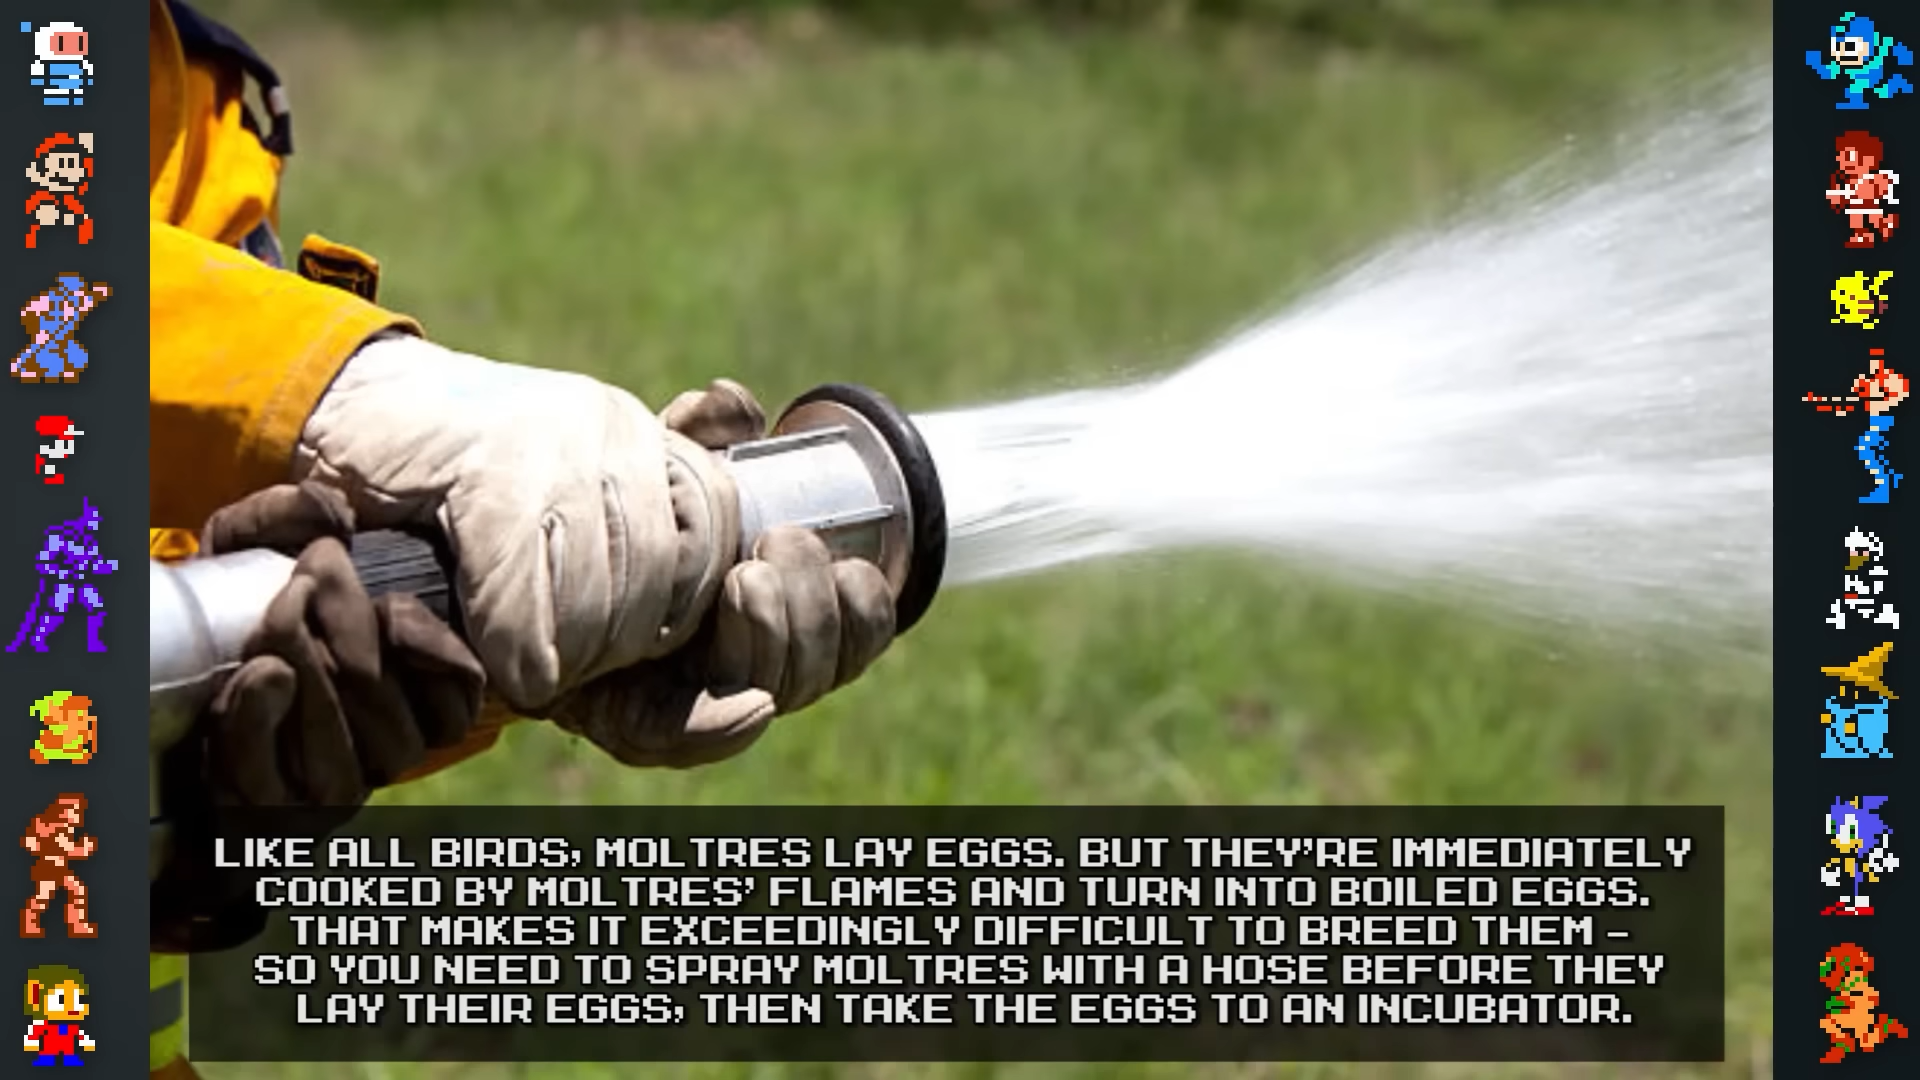 LIKE ALL BIRDS, MOLTRES LAY EGGS. BUT THEY'RE IMMEDIATELY
COOKED BY MOLTRES' FLAMES AND TURN INTO BOILED EGGS.
THAT MAKES IT EXCEEDINGLY DIFFICULT TO BREED THEM -
SO YOU NEED TO SPRAY MOLTRES WITH A HOSE BEFORE THEY
LAY THEIR EGGS, THEN TAKE THE EGGS TO AN INCUBATOR.